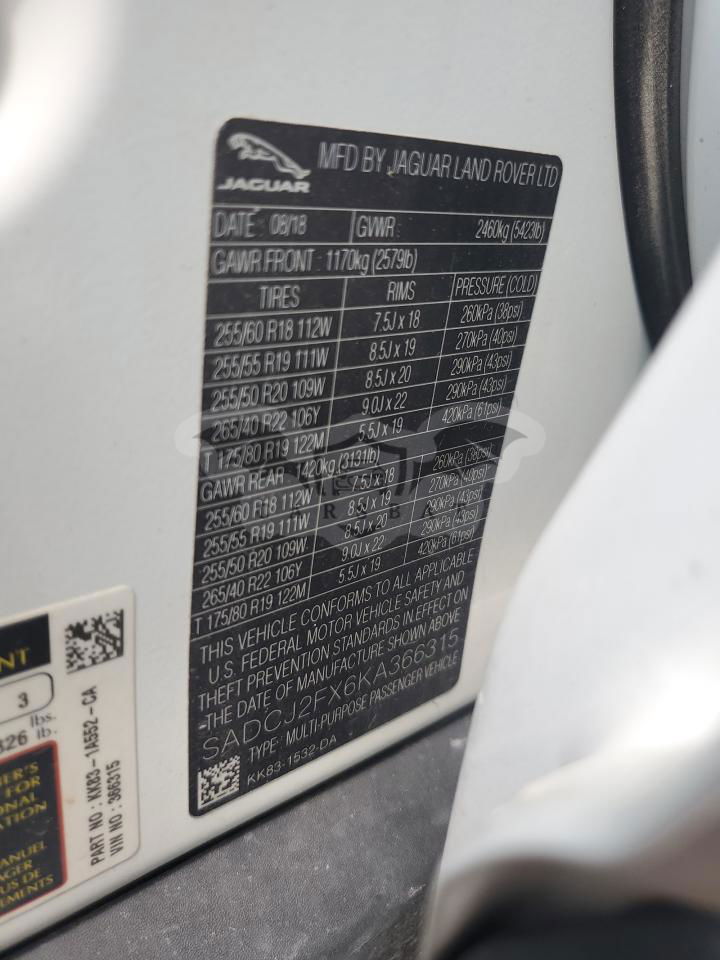 JAGUAR
MFD BY JAGUAR LAND ROVER LTD
DATE : 08/18 GVWR : 2460kg (5423lb)
GAWR FRONT : 1170kg (2579lb)
TIRES RIMS PRESSURE (COLD)
255/60 R18 112W 7.5J x 18 260kPa (38psi)
255/55 R19 111W 8.5J x 19 270kPa (40psi)
255/50 R20 109W 8.5J x 20 290kPa (43psi)
265/40 R22 106Y 9.0J x 22 290kPa (43psi)
T 175/80 R19 122M 5.5J x 19 420kPa (61psi)
GAWR REAR : 1420kg (3131lb)
255/60 R18 112W 7.5J x 18 260kPa (38psi)
255/55 R19 111W 8.5J x 19 270kPa (40psi)
255/50 R20 109W 8.5J x 20 290kPa (43psi)
265/40 R22 106Y 9.0J x 22 290kPa (43psi)
T 175/80 R19 122M 5.5J x 19 420kPa (61psi)
THIS VEHICLE CONFORMS TO ALL APPLICABLE
U.S. FEDERAL MOTOR VEHICLE SAFETY AND
THEFT PREVENTION STANDARDS IN EFFECT ON
THE DATE OF MANUFACTURE SHOWN ABOVE
SADCJ2FX6KA366315
TYPE: MULTI-PURPOSE PASSENGER VEHICLE
KK83-1532-DA
3
lbs.
826 lb.
PART NO : KK83-1A552-CA
VIN NO : 366315
FOR
MANUEL
US DE